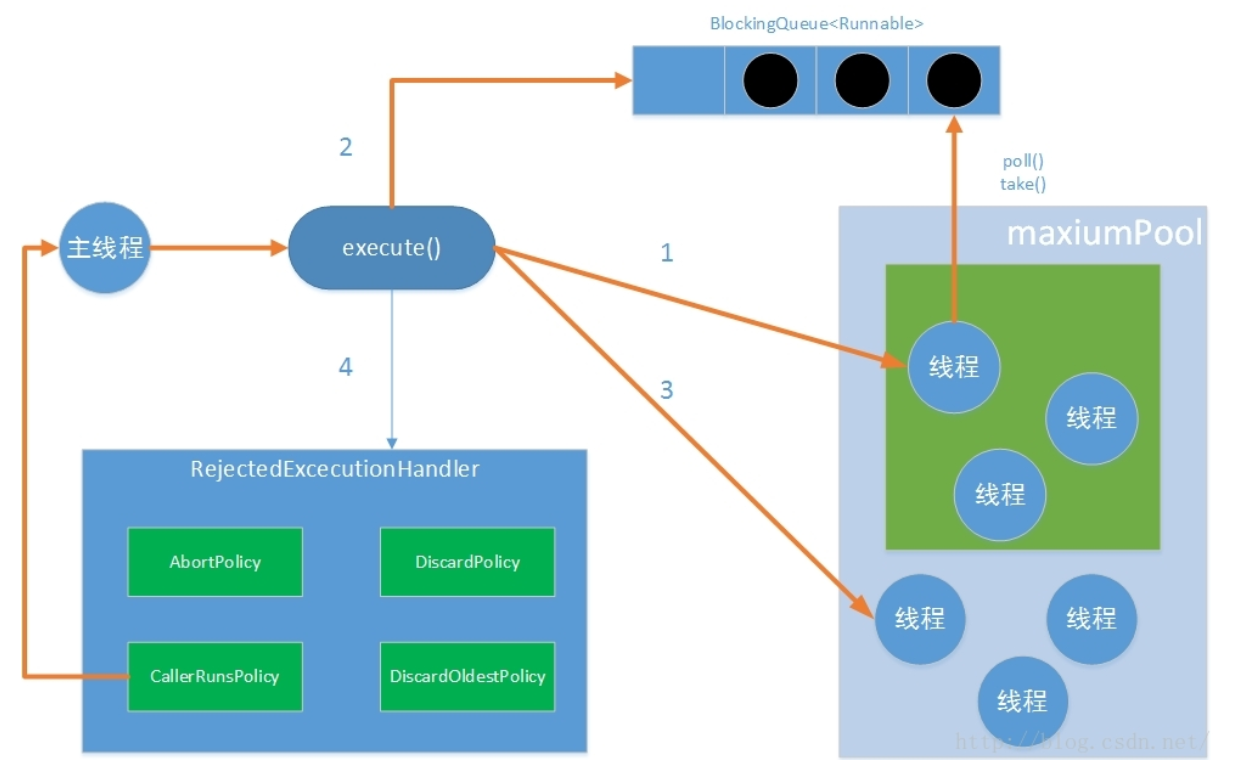 BlockingQueue<Runnable>
2
poll()
take()
maxiumPool
主线程
execute()
1
线程
4
3
线程
RejectedExcecutionHandler
线程
AbortPolicy
DiscardPolicy
线程
线程
CallerRunsPolicy
DiscardOldestPolicy
线程
http://blog.csdn.net/